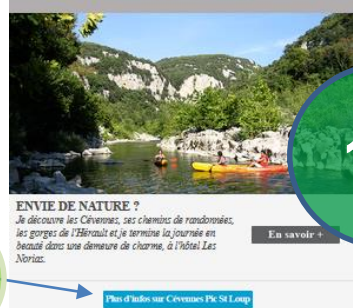 ENVIE DE NATURE ?
Je découvre les Cévennes, ses chemins de randonnées,
les gorges de l'Hérault et je termine la journée en
beauté dans une demeure de charme, à l'hôtel Les
Norias.
En savoir +
Plus d'infos sur Cévennes Pic St Loup